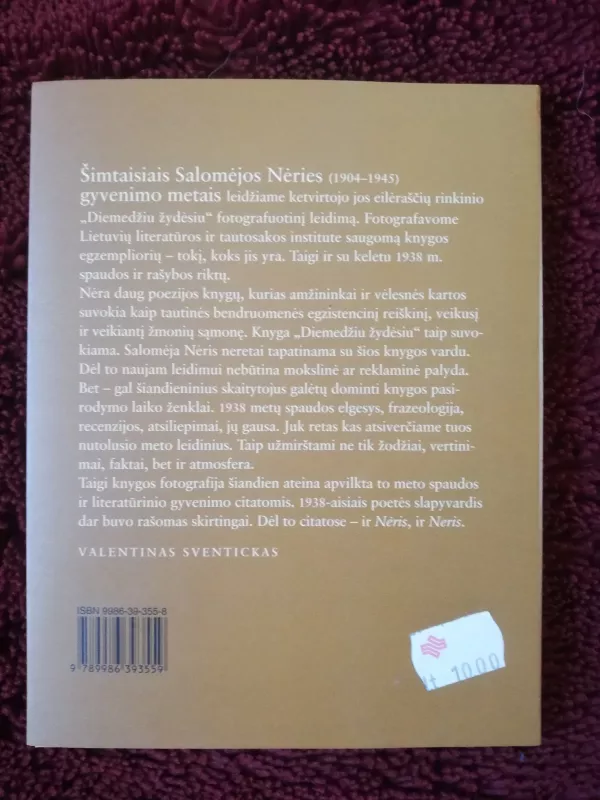 Šimtaisiais Salomėjos Nėries (1904–1945)
gyvenimo metais leidžiame ketvirtojo jos eilėraščių rinkinio
„Diemedžiu žydėsiu“ fotografuotinį leidimą. Fotografavome
Lietuvių literatūros ir tautosakos institute saugomą knygos
egzempliorių – tokį, koks jis yra. Taigi ir su keletu 1938 m.
spaudos ir rašybos riktų.
Nėra daug poezijos knygų, kurias amžininkai ir vėlesnės kartos
suvokia kaip tautinės bendruomenės egzistencinį reiškinį, veikusį
ir veikiantį žmonių sąmonę. Knyga „Diemedžiu žydėsiu“ taip suvo-
kiama. Salomėja Nėris neretai tapatinama su šios knygos vardu.
Dėl to naujam leidimui nebūtina mokslinė ar reklaminė palyda.
Bet – gal šiandieninius skaitytojus galėtų dominti knygos pasi-
rodymo laiko ženklai. 1938 metų spaudos elgesys, frazeologija,
recenzijos, atsiliepimai, jų gausa. Juk retas kas atsiverčiame tuos
nutolusio meto leidinius. Taip užmirštami ne tik žodžiai, vertini-
mai, faktai, bet ir atmosfera.
Taigi knygos fotografija šiandien ateina apvilkta to meto spaudos
ir literatūrinio gyvenimo citatomis. 1938-aisiais poetės slapyvardis
dar buvo rašomas skirtingai. Dėl to citatose – ir Nėris, ir Neris.
VALENTINAS SVENTICKAS
ISBN 9986-39-355-8
9 789986 393559
Lt 1000